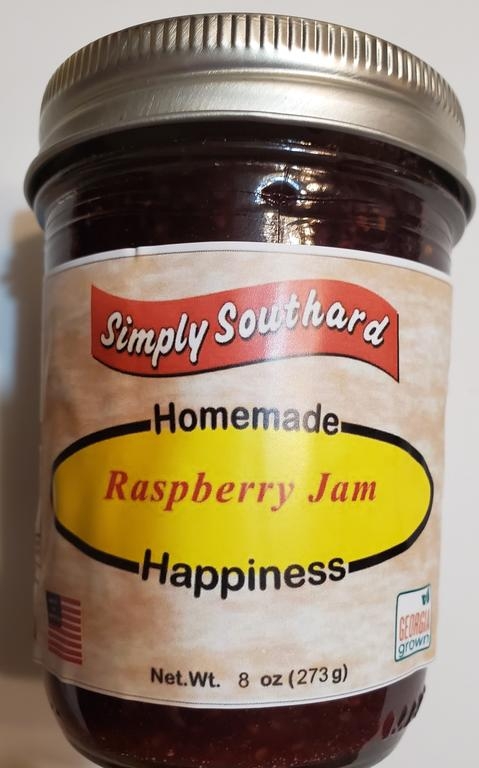 Simply Southard
Homemade
Raspberry Jam
Happiness
GEORGIA
grown
Net.Wt. 8 oz (273g)